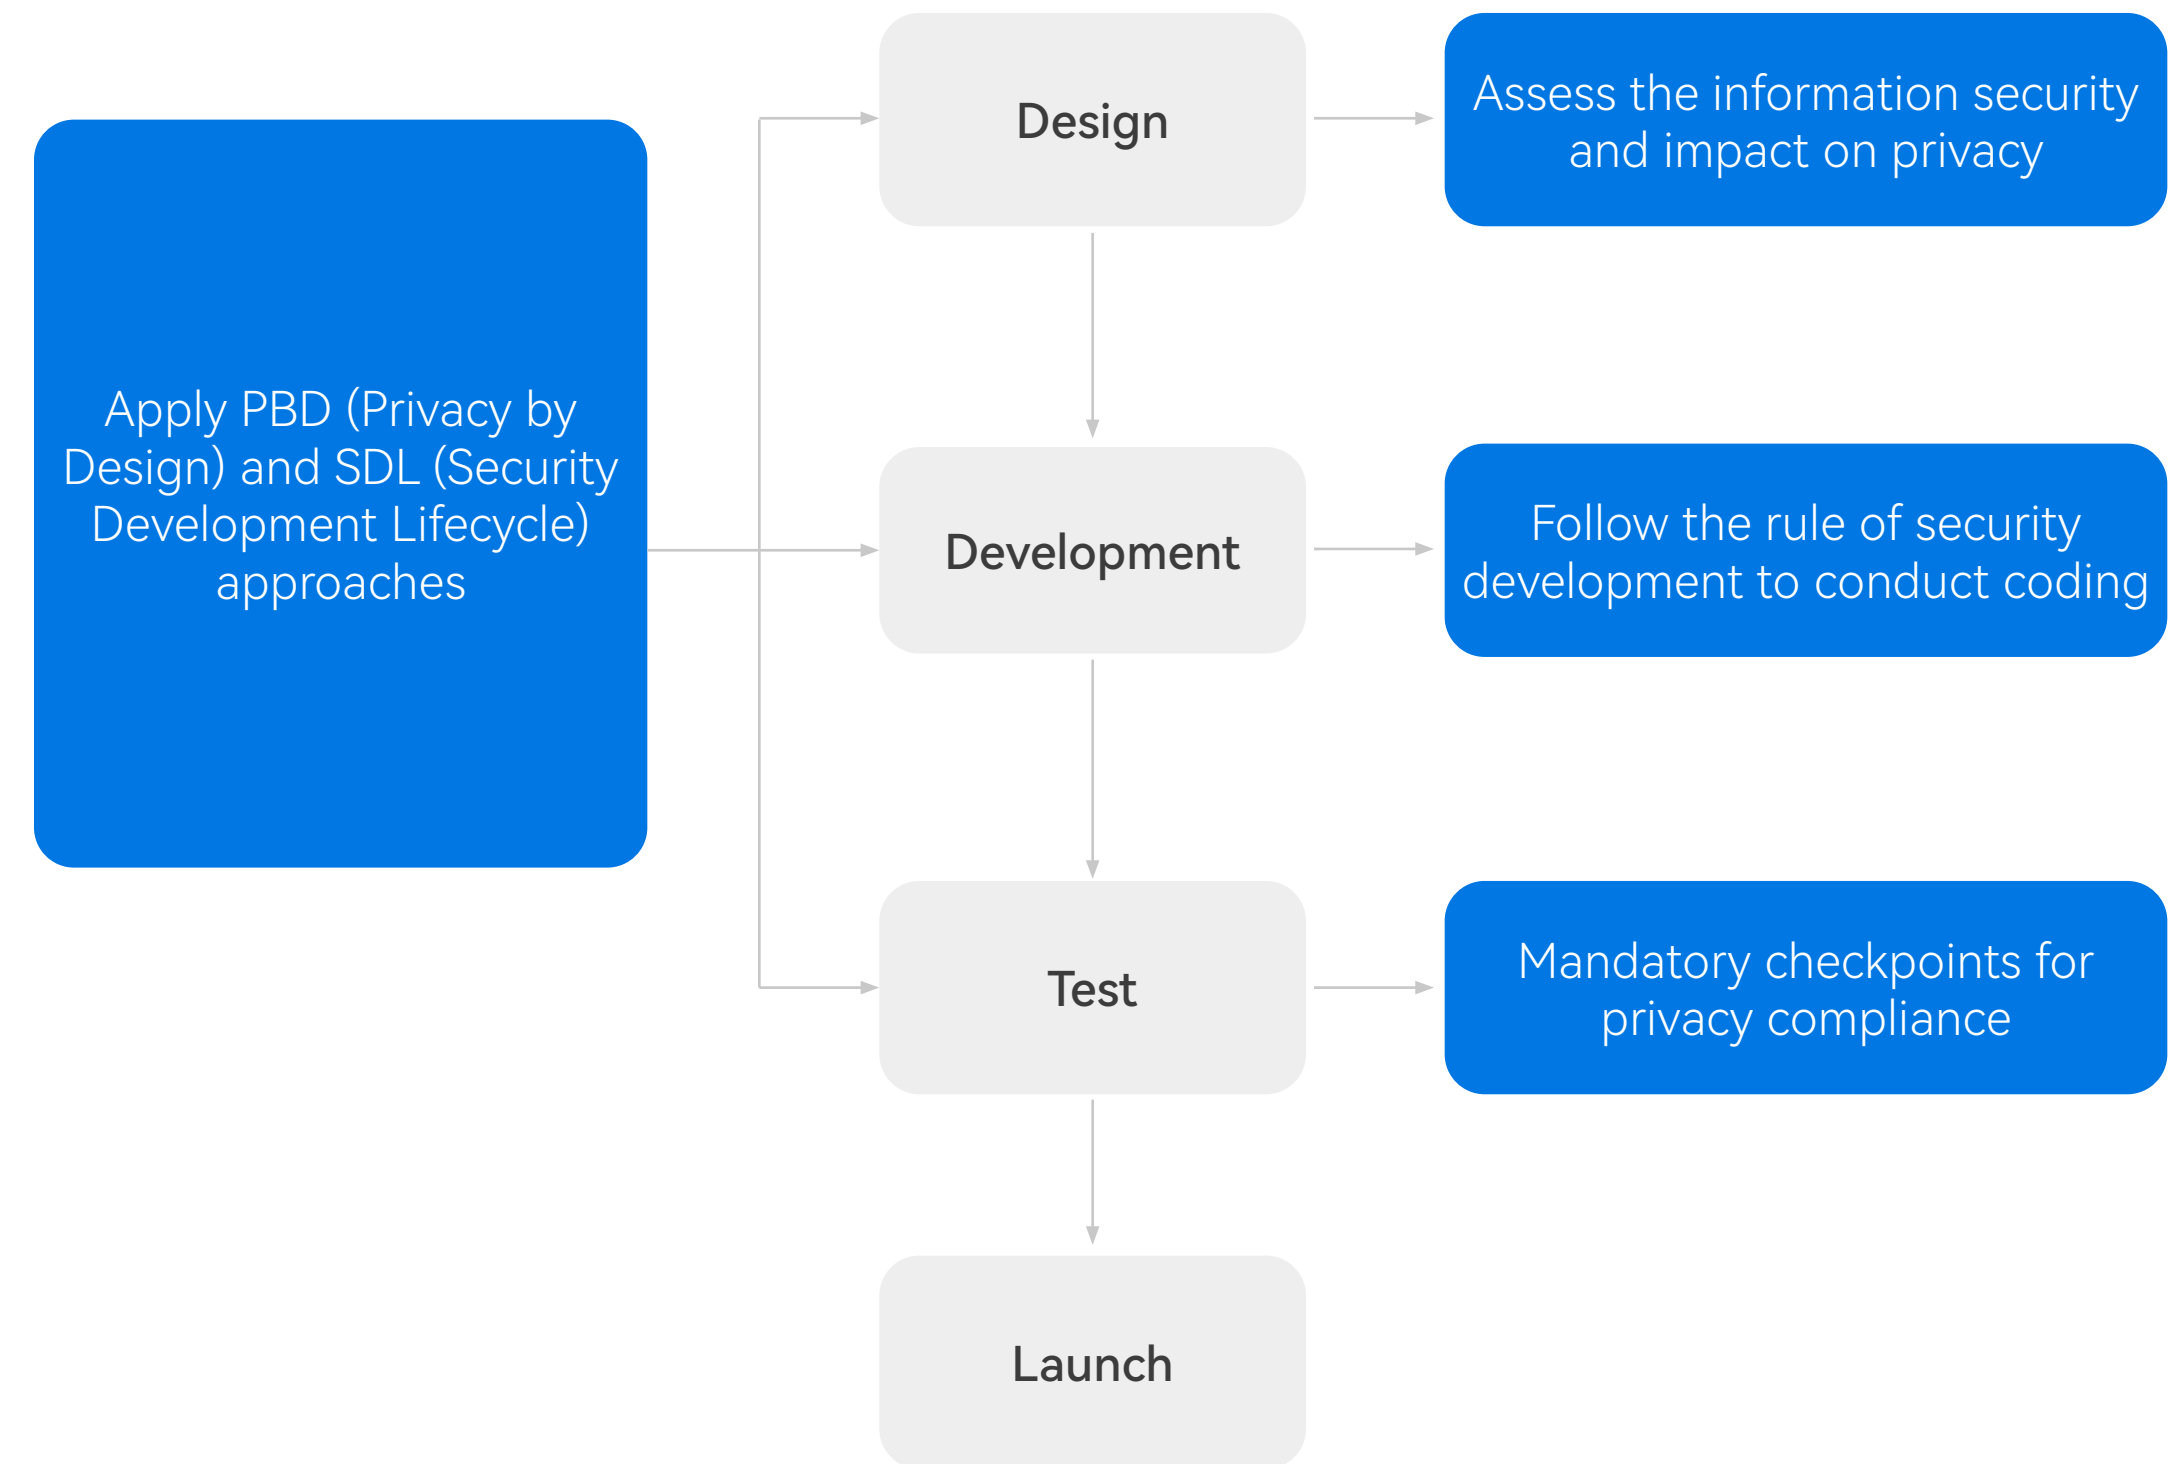 Apply PBD (Privacy by
Design) and SDL (Security
Development Lifecycle)
approaches
Design
Assess the information security
and impact on privacy
Development
Follow the rule of security
development to conduct coding
Test
Mandatory checkpoints for
privacy compliance
Launch